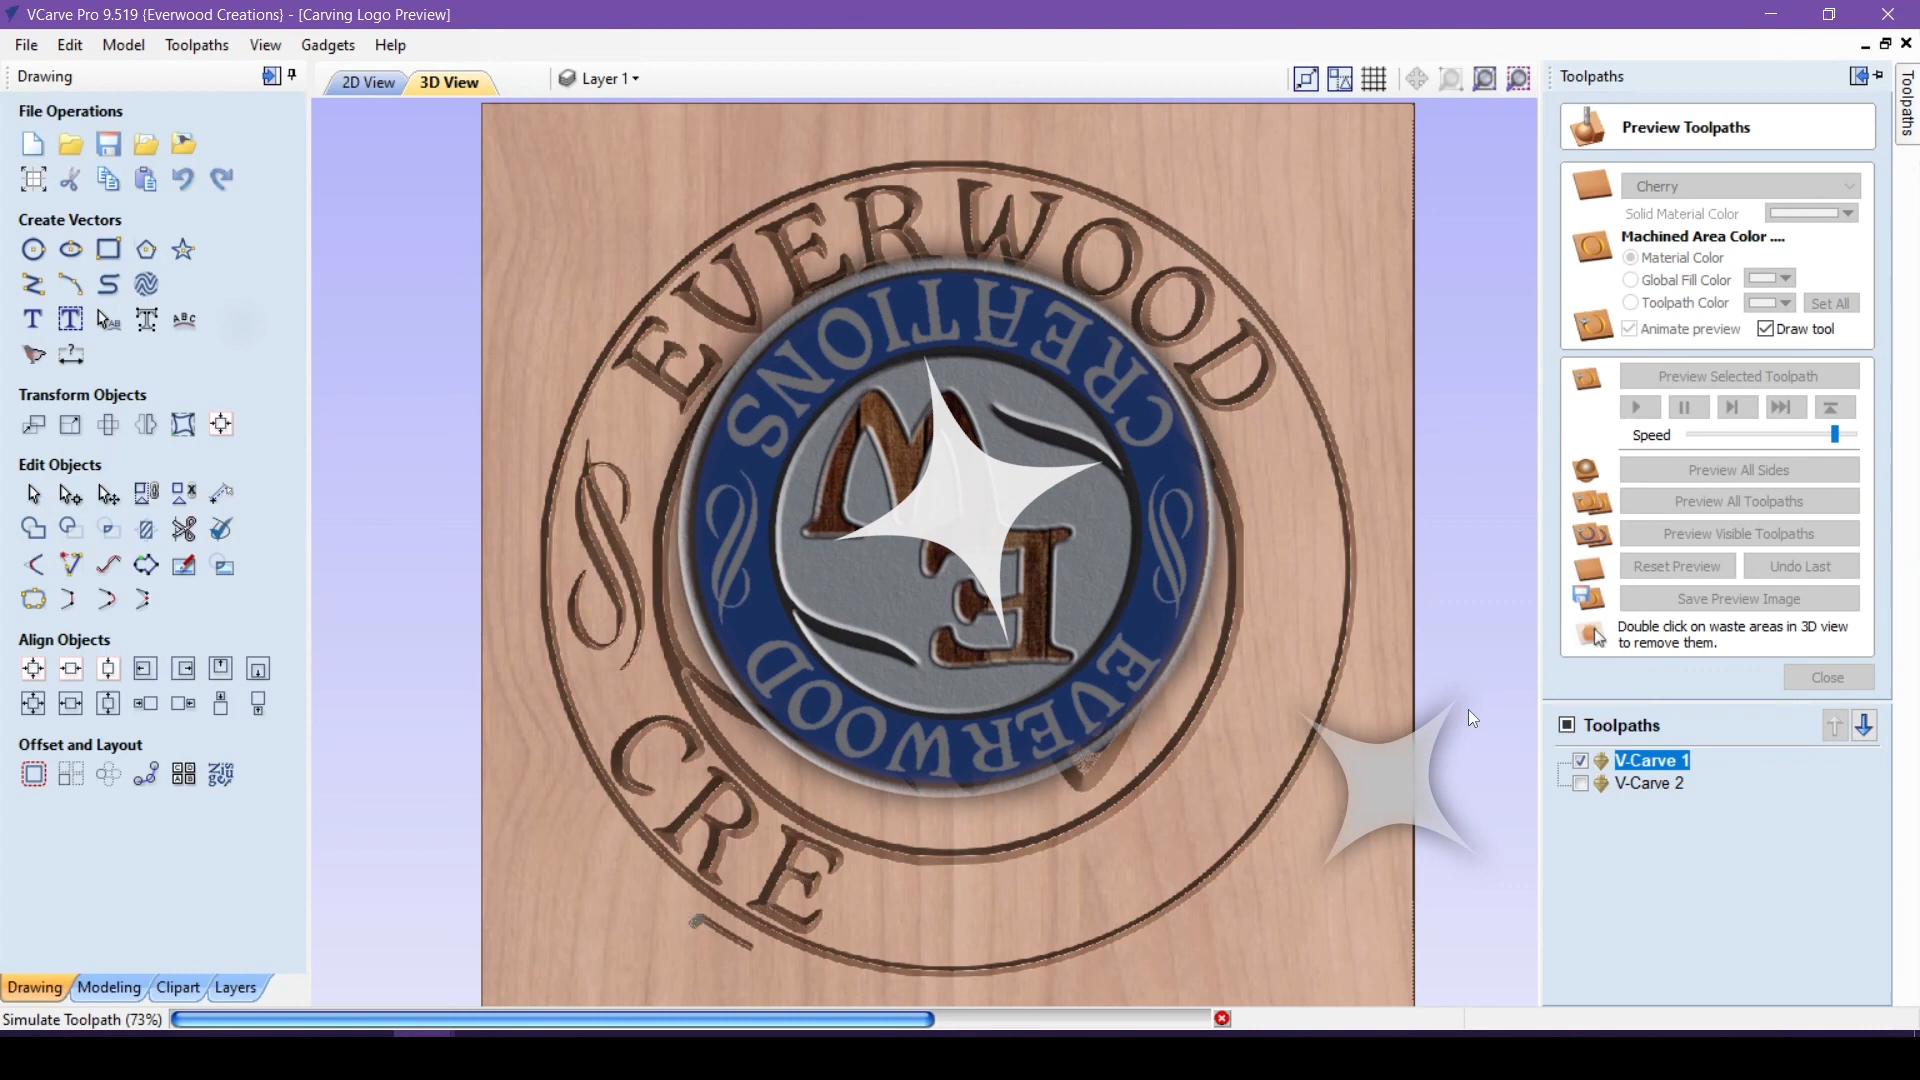 VCarve Pro 9.519 {Everwood Creations} - [Carving Logo Preview]
File Edit Model Toolpaths View Gadgets Help
Drawing
File Operations
Create Vectors
Transform Objects
Edit Objects
Align Objects
Offset and Layout
Drawing Modeling Clipart Layers
Simulate Toolpath (73%)
2D View 3D View Layer 1
EVERWOOD
CRE
CREATIONS
EVERWOOD
W
E
Toolpaths
Toolpaths
Preview Toolpaths
Cherry
Solid Material Color
Machined Area Color ....
Material Color
Global Fill Color
Toolpath Color Set All
Animate preview Draw tool
Preview Selected Toolpath
Speed
Preview All Sides
Preview All Toolpaths
Preview Visible Toolpaths
Reset Preview Undo Last
Save Preview Image
Double click on waste areas in 3D view
to remove them.
Close
Toolpaths
V-Carve 1
V-Carve 2